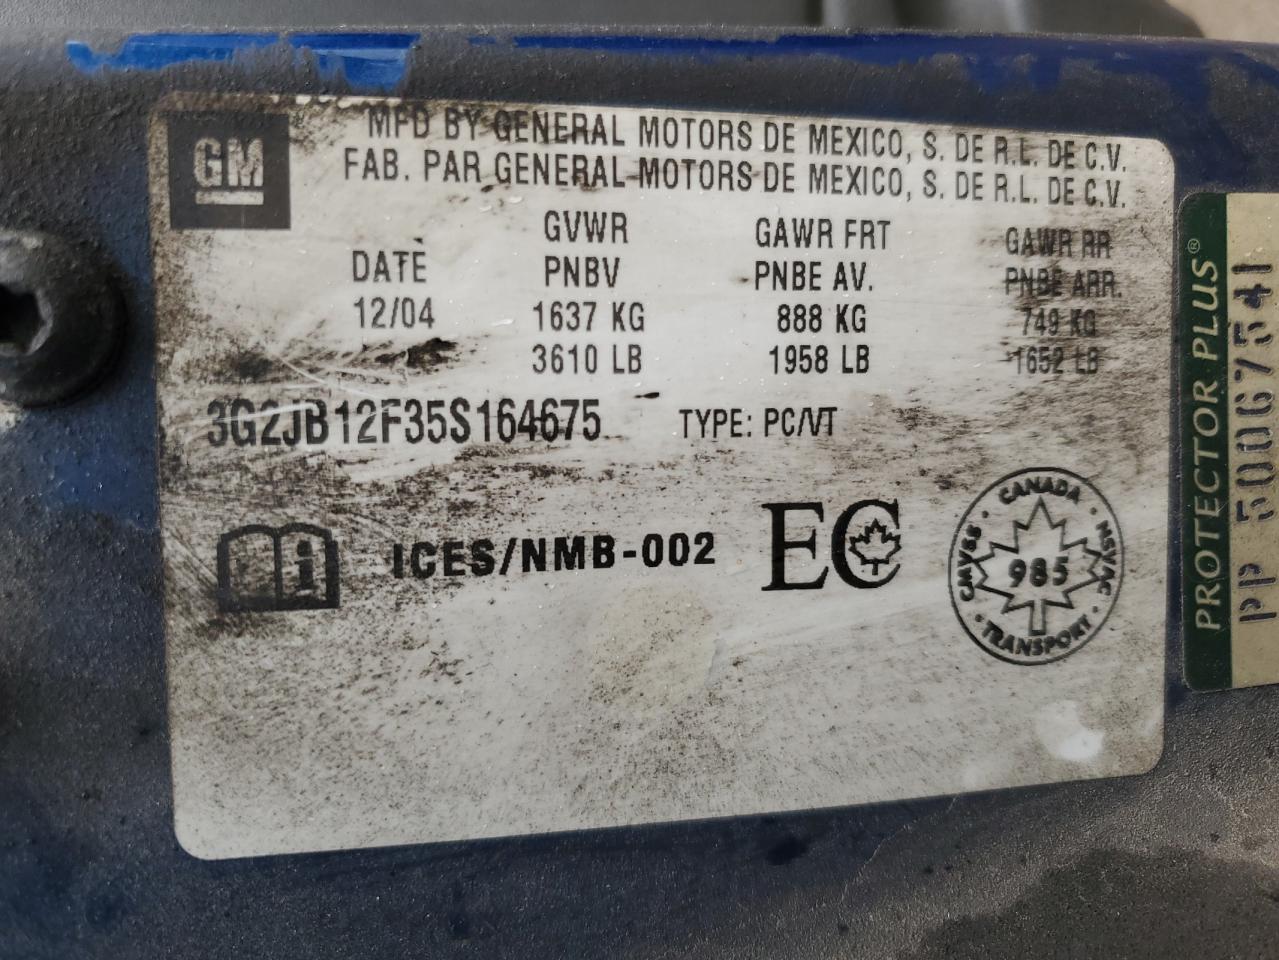 GM
MFD BY GENERAL MOTORS DE MEXICO, S. DE R.L. DE C.V.
FAB. PAR GENERAL MOTORS DE MEXICO, S. DE R.L. DE C.V.
DATE
12/04
GVWR
PNBV
1637 KG
3610 LB
GAWR FRT
PNBE AV.
888 KG
1958 LB
GAWR RR
PNBE ARR.
749 KG
1652 LB
3G2JB12F35S164675 TYPE: PC/VT
i ICES/NMB-002 EC
CANADA
CMVSS - NSVAC
985
TRANSPORT
PROTECTOR PLUS®
PP 50067541